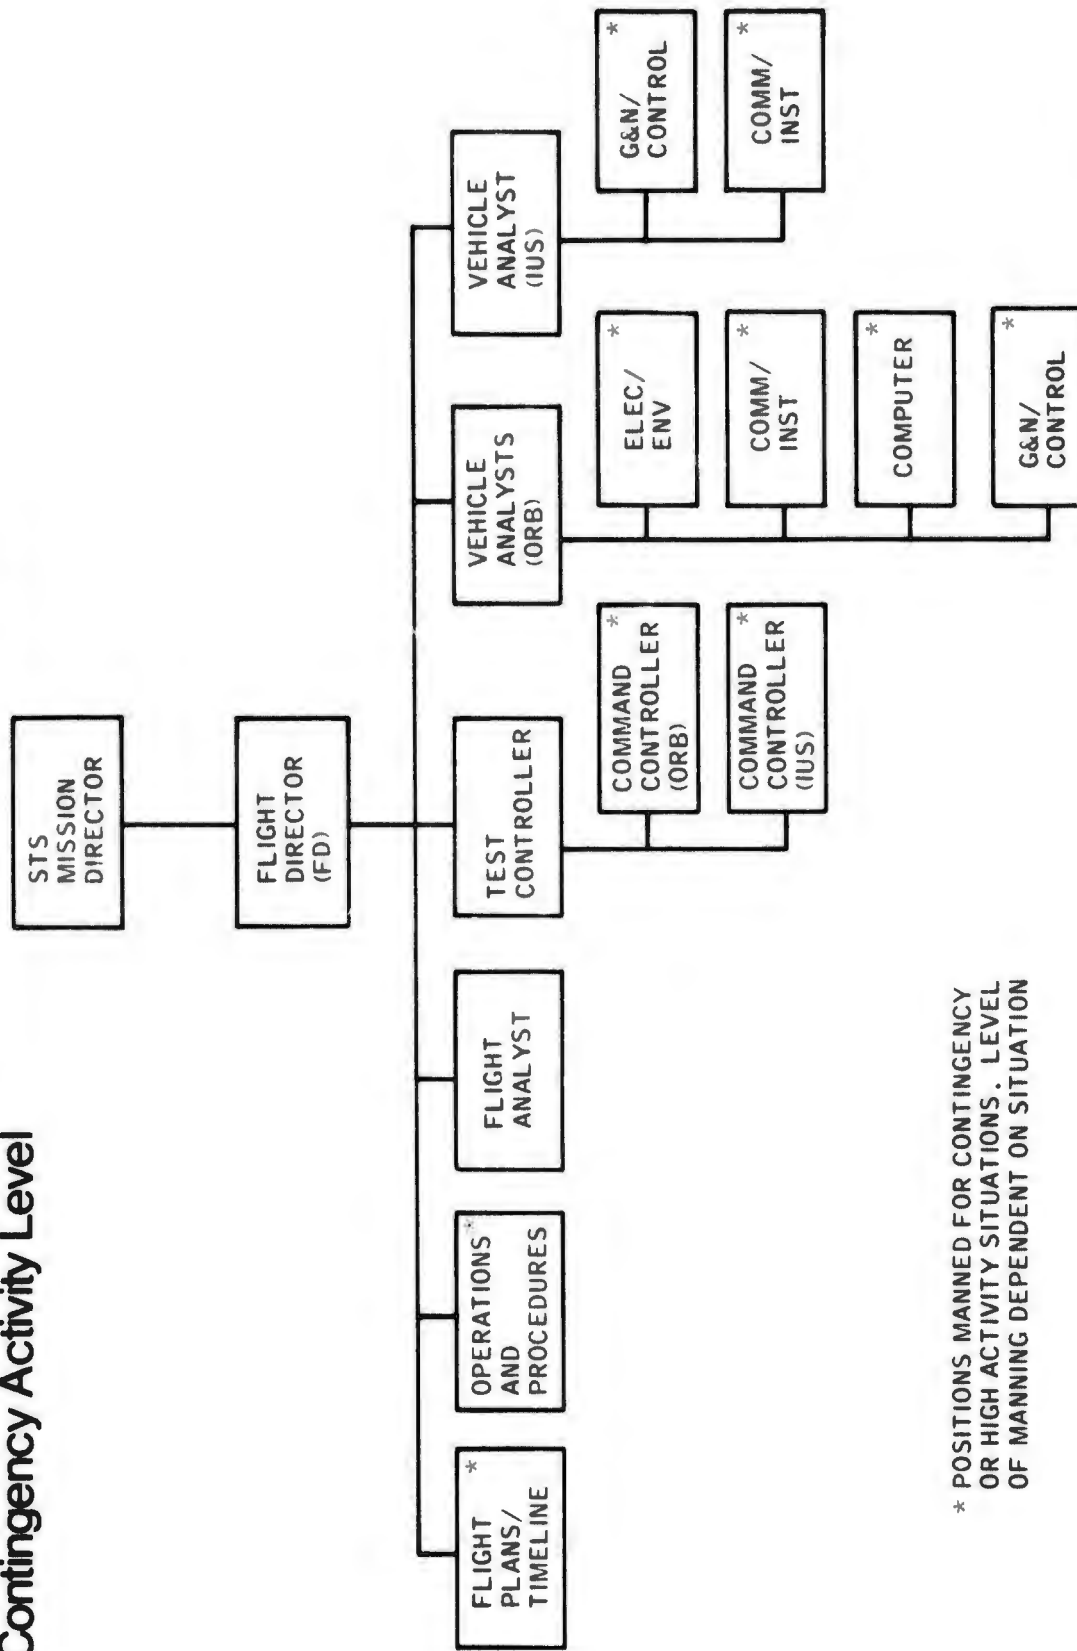 Contingency Activity Level
STS
MISSION
DIRECTOR
FLIGHT
DIRECTOR
(FD)
FLIGHT *
PLANS/
TIMELINE
OPERATIONS *
AND
PROCEDURES
FLIGHT
ANALYST
TEST
CONTROLLER
COMMAND *
CONTROLLER
(ORB)
COMMAND *
CONTROLLER
(IUS)
VEHICLE
ANALYSTS
(ORB)
ELEC/ *
ENV
COMM/ *
INST
COMPUTER *
G&N/ *
CONTROL
VEHICLE
ANALYST
(IUS)
G&N/ *
CONTROL
COMM/ *
INST
* POSITIONS MANNED FOR CONTINGENCY
OR HIGH ACTIVITY SITUATIONS. LEVEL
OF MANNING DEPENDENT ON SITUATION